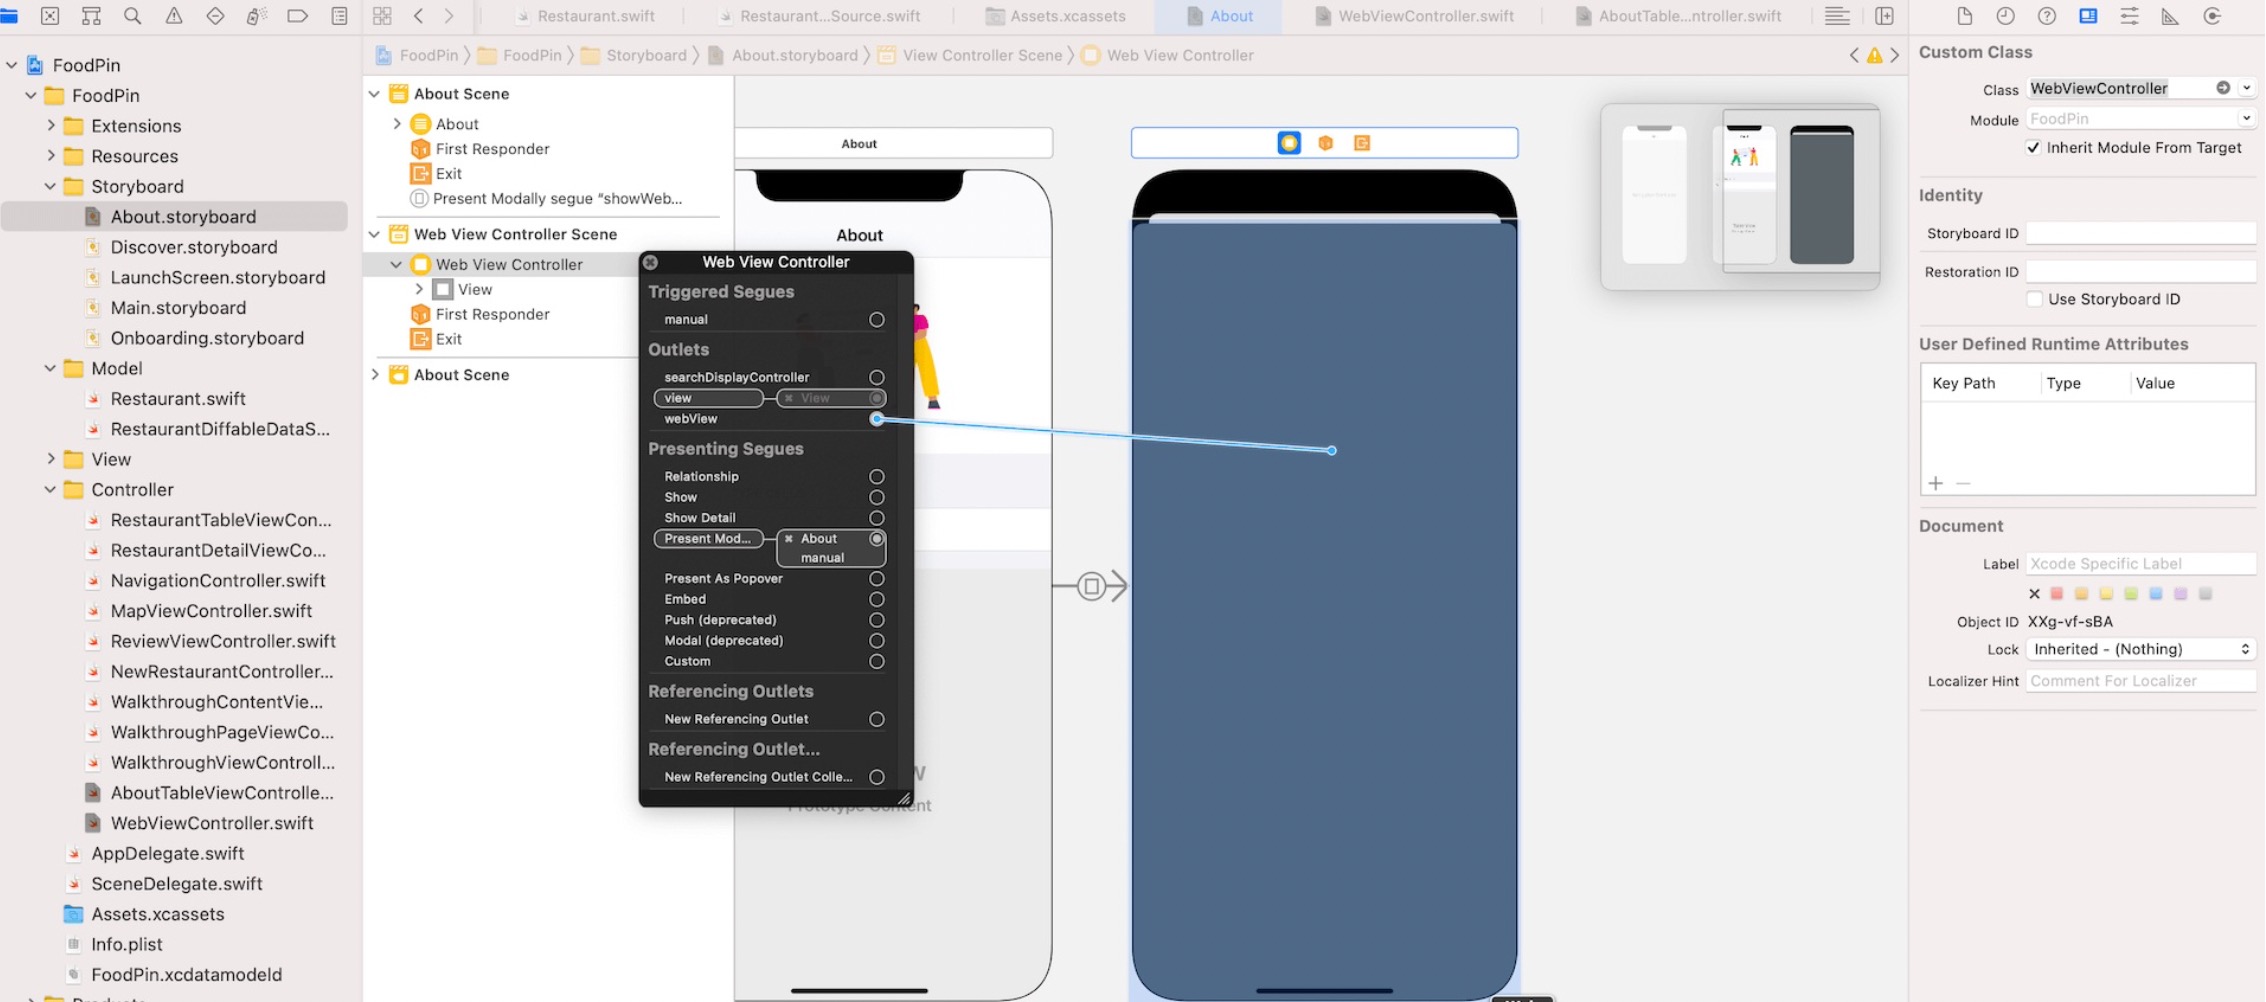 Restaurant.swift
Restaurant...Source.swift
Assets.xcassets
About
WebViewController.swift
AboutTable...ntroller.swift
FoodPin
FoodPin
Extensions
Resources
Storyboard
About.storyboard
Discover.storyboard
LaunchScreen.storyboard
Main.storyboard
Onboarding.storyboard
Model
Restaurant.swift
RestaurantDiffableDataS...
View
Controller
RestaurantTableViewCon...
RestaurantDetailViewCo...
NavigationController.swift
MapViewController.swift
ReviewViewController.swift
NewRestaurantController...
WalkthroughContentVie...
WalkthroughPageViewCo...
WalkthroughViewControll...
AboutTableViewControlle...
WebViewController.swift
AppDelegate.swift
SceneDelegate.swift
Assets.xcassets
Info.plist
FoodPin.xcdatamodeld
FoodPin
FoodPin
Storyboard
About.storyboard
View Controller Scene
Web View Controller
About Scene
About
First Responder
Exit
Present Modally segue “showWeb...
Web View Controller Scene
Web View Controller
View
First Responder
Exit
About Scene
About
About
Web View Controller
Triggered Segues
manual
Outlets
searchDisplayController
view
View
webView
Presenting Segues
Relationship
Show
Show Detail
Present Mod...
About
manual
Present As Popover
Embed
Push (deprecated)
Modal (deprecated)
Custom
Referencing Outlets
New Referencing Outlet
Referencing Outlet...
New Referencing Outlet Colle...
Prototype Content
Custom Class
Class WebViewController
Module FoodPin
Inherit Module From Target
Identity
Storyboard ID
Restoration ID
Use Storyboard ID
User Defined Runtime Attributes
Key Path Type Value
Document
Label Xcode Specific Label
Object ID XXg-vf-sBA
Lock Inherited - (Nothing)
Localizer Hint Comment For Localizer